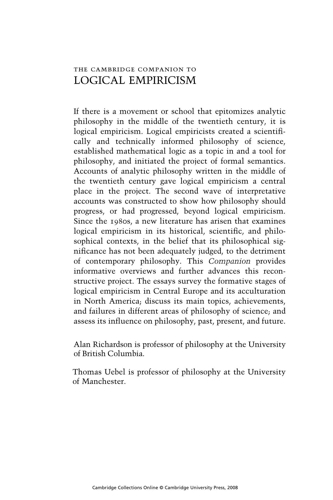 THE CAMBRIDGE COMPANION TO
LOGICAL EMPIRICISM
If there is a movement or school that epitomizes analytic
philosophy in the middle of the twentieth century, it is
logical empiricism. Logical empiricists created a scientifi-
cally and technically informed philosophy of science,
established mathematical logic as a topic in and a tool for
philosophy, and initiated the project of formal semantics.
Accounts of analytic philosophy written in the middle of
the twentieth century gave logical empiricism a central
place in the project. The second wave of interpretative
accounts was constructed to show how philosophy should
progress, or had progressed, beyond logical empiricism.
Since the 1980s, a new literature has arisen that examines
logical empiricism in its historical, scientific, and philo-
sophical contexts, in the belief that its philosophical sig-
nificance has not been adequately judged, to the detriment
of contemporary philosophy. This Companion provides
informative overviews and further advances this recon-
structive project. The essays survey the formative stages of
logical empiricism in Central Europe and its acculturation
in North America; discuss its main topics, achievements,
and failures in different areas of philosophy of science; and
assess its influence on philosophy, past, present, and future.
Alan Richardson is professor of philosophy at the University
of British Columbia.
Thomas Uebel is professor of philosophy at the University
of Manchester.
Cambridge Collections Online © Cambridge University Press, 2008